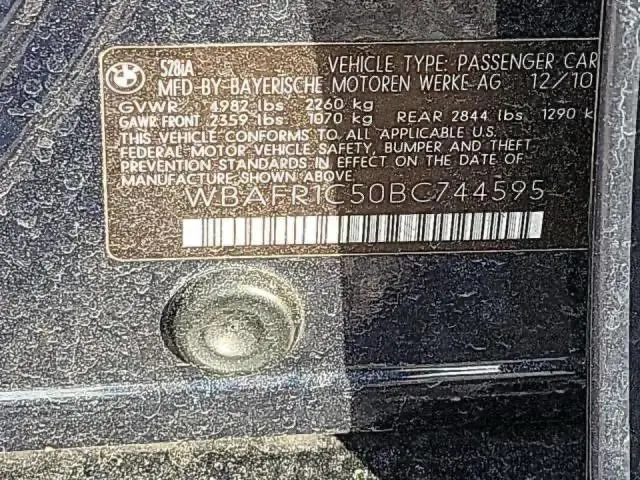 BMW
528iA VEHICLE TYPE: PASSENGER CAR
MFD BY BAYERISCHE MOTOREN WERKE AG 12/10
GVWR 4982 lbs 2260 kg
GAWR FRONT 2359 lbs 1070 kg REAR 2844 lbs 1290 k
THIS VEHICLE CONFORMS TO ALL APPLICABLE U.S.
FEDERAL MOTOR VEHICLE SAFETY, BUMPER AND THEFT
PREVENTION STANDARDS IN EFFECT ON THE DATE OF
MANUFACTURE SHOWN ABOVE.
WBAFR1C50BC744595